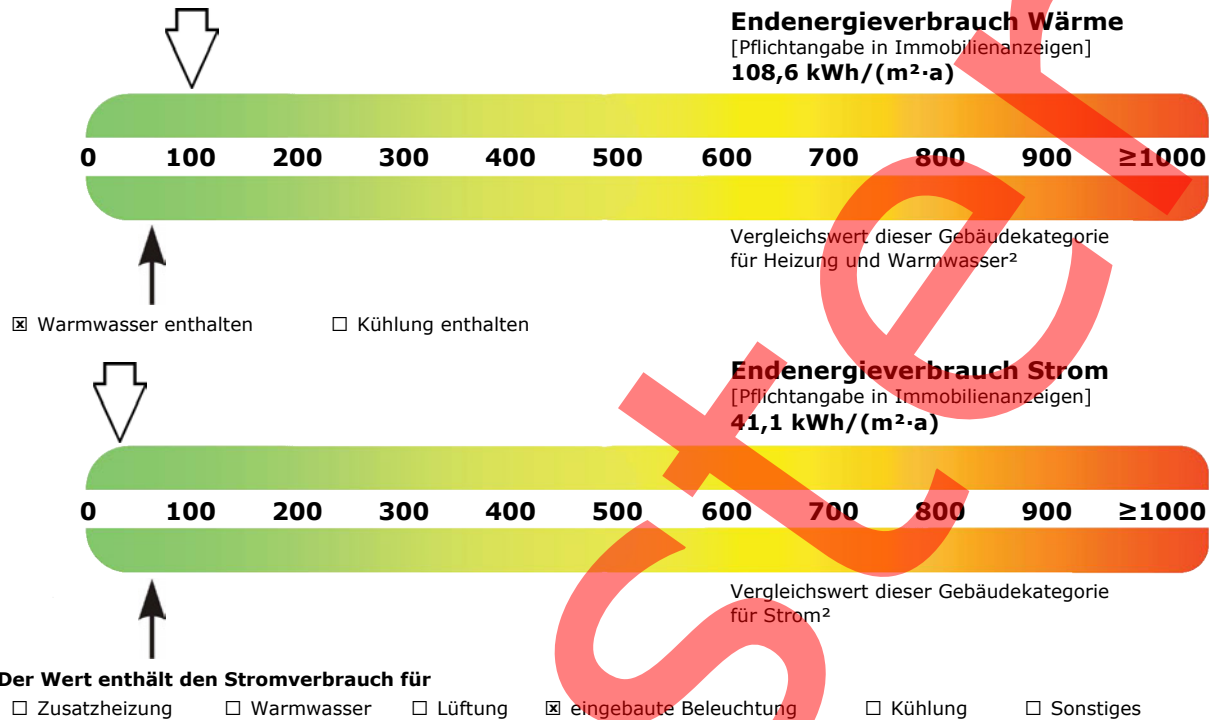 Endenergieverbrauch Wärme
[Pflichtangabe in Immobilienanzeigen]
108,6 kWh/(m²·a)
0 100 200 300 400 500 600 700 800 900 ≥1000
Vergleichswert dieser Gebäudekategorie
für Heizung und Warmwasser²
☒ Warmwasser enthalten ☐ Kühlung enthalten
Endenergieverbrauch Strom
[Pflichtangabe in Immobilienanzeigen]
41,1 kWh/(m²·a)
0 100 200 300 400 500 600 700 800 900 ≥1000
Vergleichswert dieser Gebäudekategorie
für Strom²
Der Wert enthält den Stromverbrauch für
☐ Zusatzheizung ☐ Warmwasser ☐ Lüftung ☒ eingebaute Beleuchtung ☐ Kühlung ☐ Sonstiges
ster